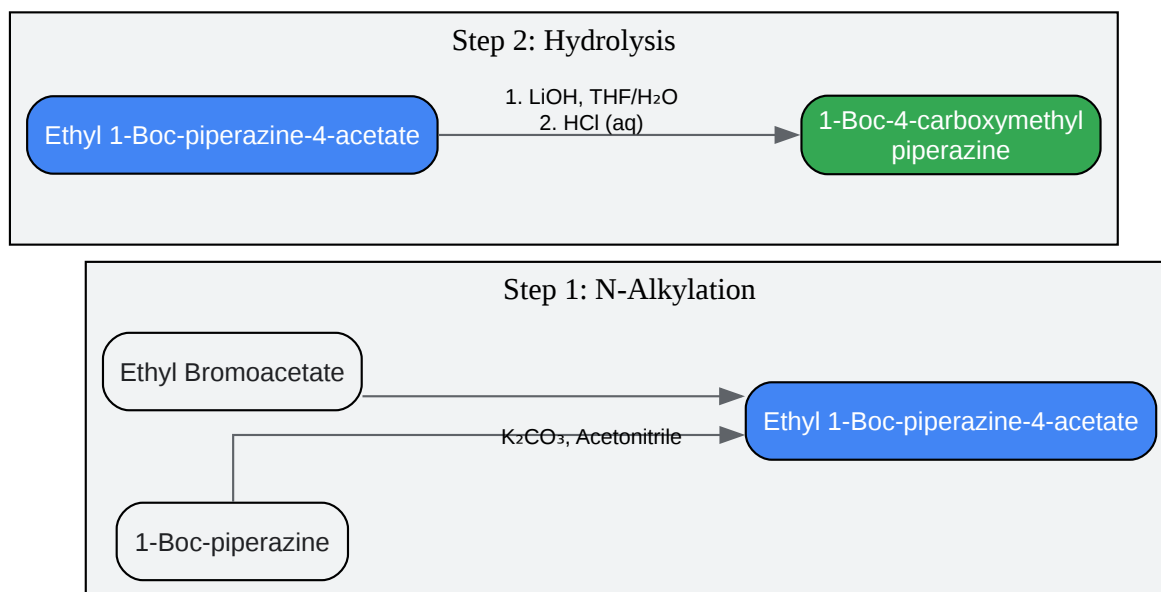 Step 2: Hydrolysis
Ethyl 1-Boc-piperazine-4-acetate
1. LiOH, THF/H₂O
2. HCl (aq)
1-Boc-4-carboxymethyl
piperazine
Step 1: N-Alkylation
Ethyl Bromoacetate
K₂CO₃, Acetonitrile
Ethyl 1-Boc-piperazine-4-acetate
1-Boc-piperazine